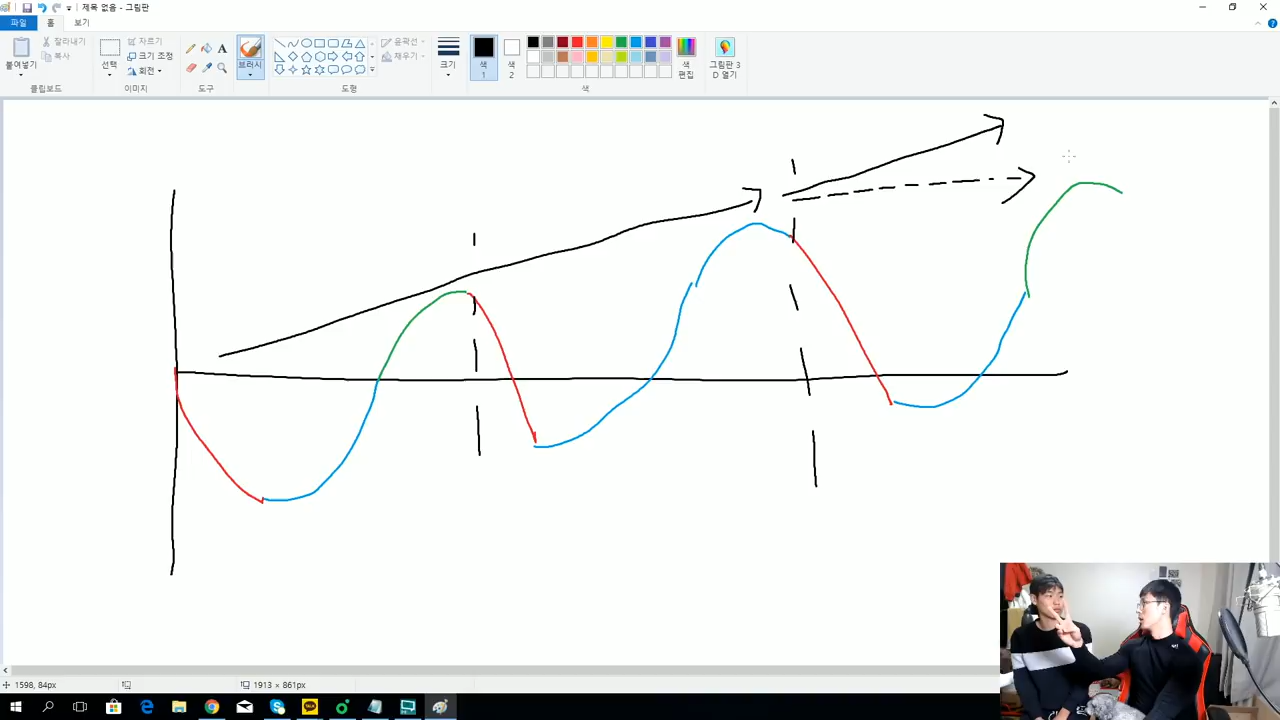 제목 없음 - 그림판
파일 홈 보기
붙여넣기
잘라내기
복사
클립보드
선택
자르기
크기 조정
회전
이미지
A
도구
브러시
윤곽선
채우기
도형
크기
색 1
색 2
색 편집
색
그림판 3D 열기
1598, 84px
1913 × 861px